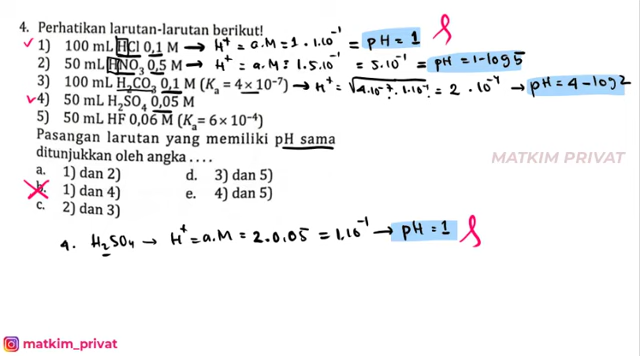 4. Perhatikan larutan-larutan berikut!
1) 100 mL HCl 0,1 M → H⁺ = a.M = 1 . 1.10⁻¹ = pH = 1
2) 50 mL HNO₃ 0,5 M → H⁺ = a.M = 1.5.10⁻¹ = 5.10⁻¹ = pH = 1-log5
3) 100 mL H₂CO₃ 0,1 M (Kₐ = 4×10⁻⁷) → H⁺ = √4.10⁻⁷ . 1.10⁻¹ = 2 . 10⁻⁴ → pH = 4 - log2
4) 50 mL H₂SO₄ 0,05 M
5) 50 mL HF 0,06 M (Kₐ = 6 × 10⁻⁴)
Pasangan larutan yang memiliki pH sama
ditunjukkan oleh angka . . . .
MATKIM PRIVAT
a. 1) dan 2) d. 3) dan 5)
b. 1) dan 4) e. 4) dan 5)
c. 2) dan 3)
4. H₂SO₄ → H⁺ = a.M = 2.0,05 = 1.10⁻¹ → pH = 1
matkim_privat